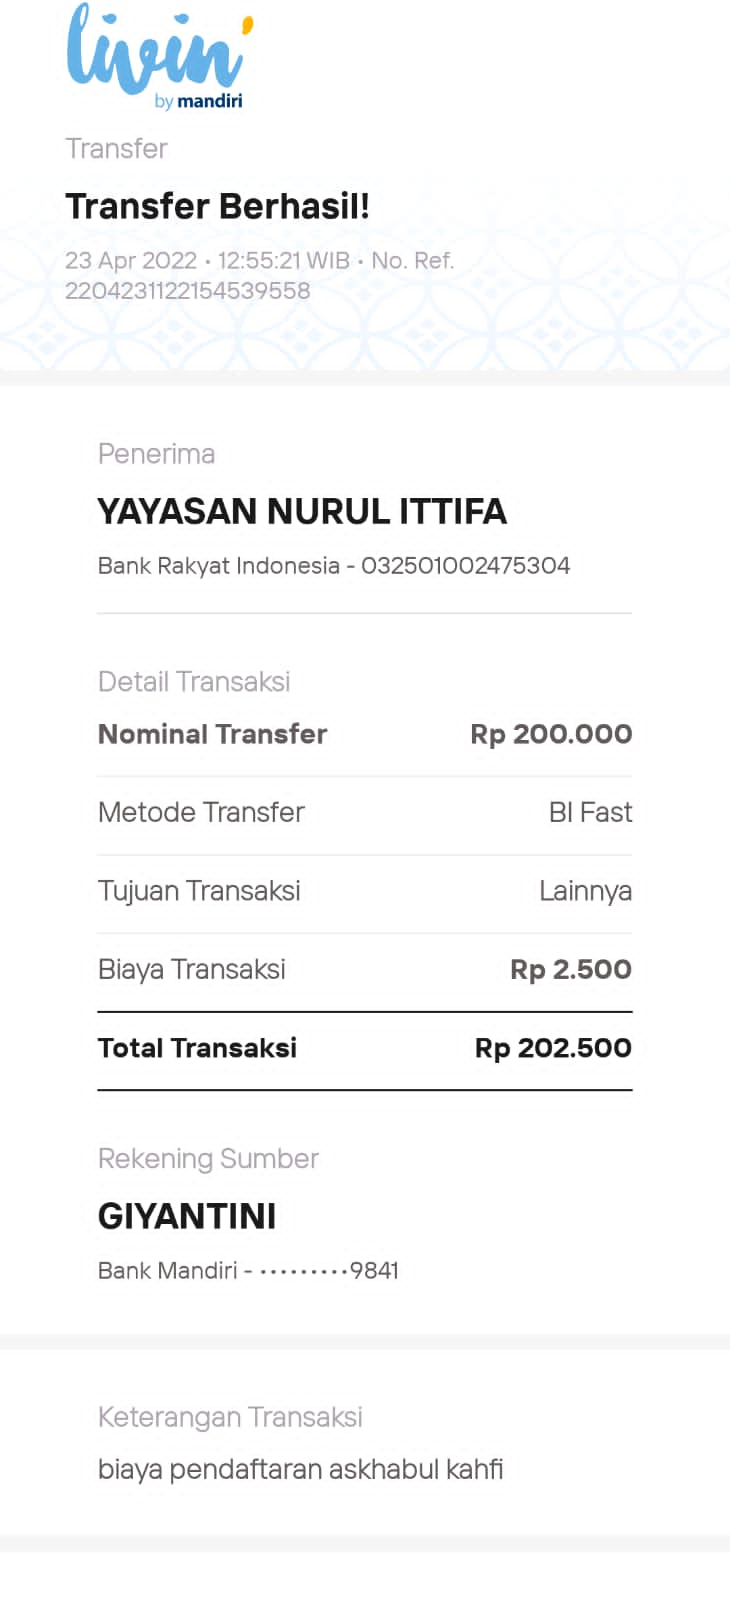 livin'
by mandiri
Transfer
Transfer Berhasil!
23 Apr 2022 • 12:55:21 WIB • No. Ref.
2204231122154539558
Penerima
YAYASAN NURUL ITTIFA
Bank Rakyat Indonesia - 032501002475304
Detail Transaksi
Nominal Transfer Rp 200.000
Metode Transfer BI Fast
Tujuan Transaksi Lainnya
Biaya Transaksi Rp 2.500
Total Transaksi Rp 202.500
Rekening Sumber
GIYANTINI
Bank Mandiri - •••••••••9841
Keterangan Transaksi
biaya pendaftaran askhabul kahfi